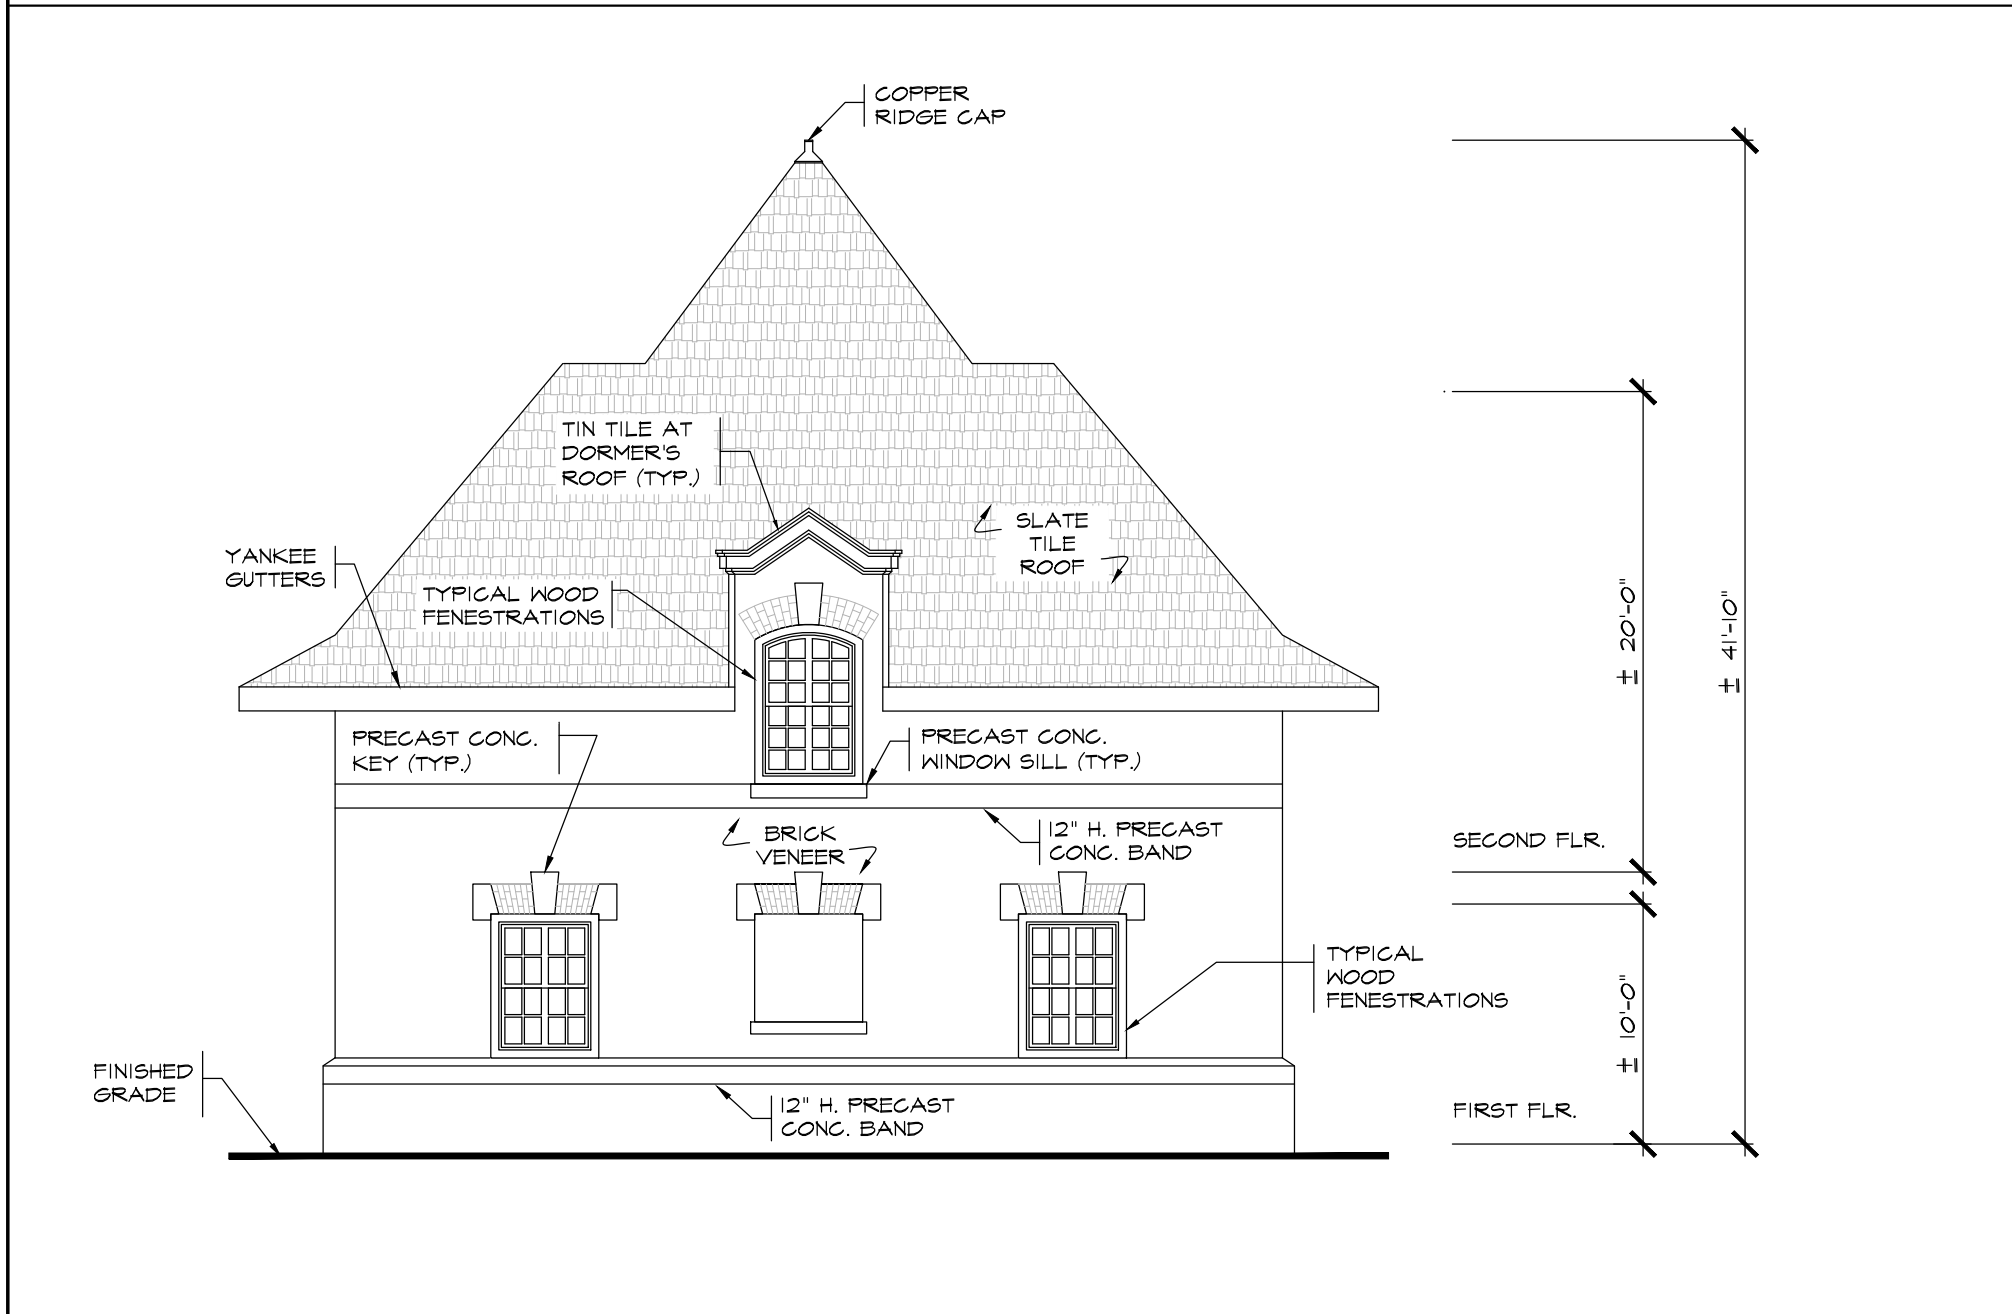 COPPER
RIDGE CAP
TIN TILE AT
DORMER'S
ROOF (TYP.)
SLATE
TILE
ROOF
YANKEE
GUTTERS
TYPICAL WOOD
FENESTRATIONS
± 20'-0"
± 41'-10"
PRECAST CONC.
KEY (TYP.)
PRECAST CONC.
WINDOW SILL (TYP.)
BRICK
VENEER
12" H. PRECAST
CONC. BAND
SECOND FLR.
TYPICAL
WOOD
FENESTRATIONS
± 10'-0"
FINISHED
GRADE
12" H. PRECAST
CONC. BAND
FIRST FLR.